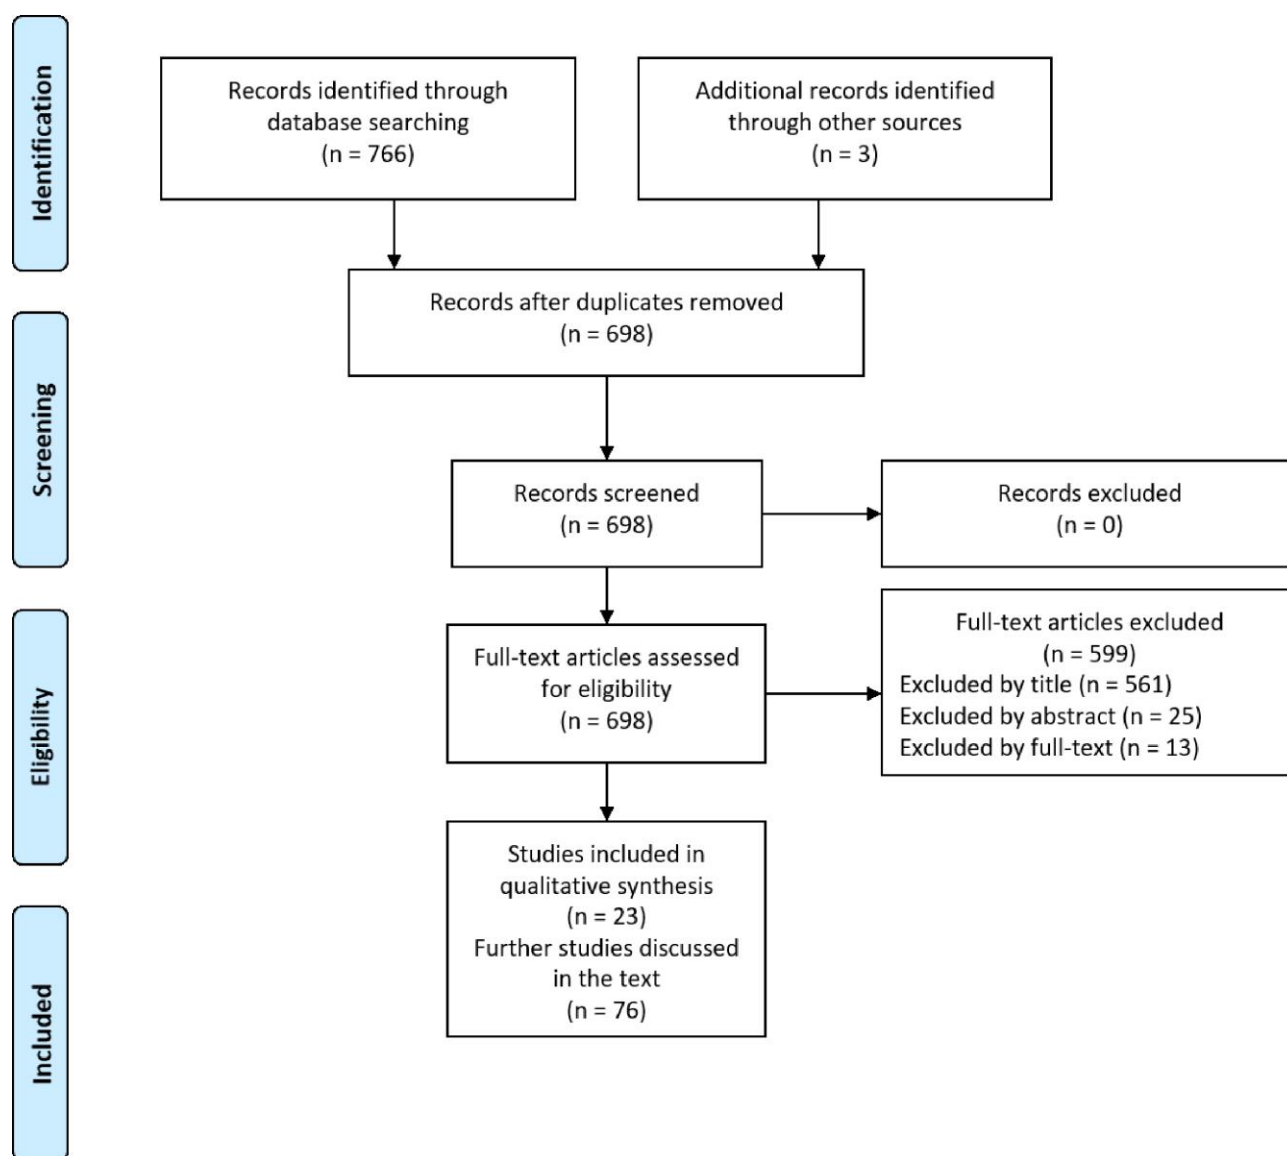 Identification
Records identified through
database searching
(n = 766)
Additional records identified
through other sources
(n = 3)
Records after duplicates removed
(n = 698)
Screening
Records screened
(n = 698)
Records excluded
(n = 0)
Eligibility
Full-text articles assessed
for eligibility
(n = 698)
Full-text articles excluded
(n = 599)
Excluded by title (n = 561)
Excluded by abstract (n = 25)
Excluded by full-text (n = 13)
Included
Studies included in
qualitative synthesis
(n = 23)
Further studies discussed
in the text
(n = 76)